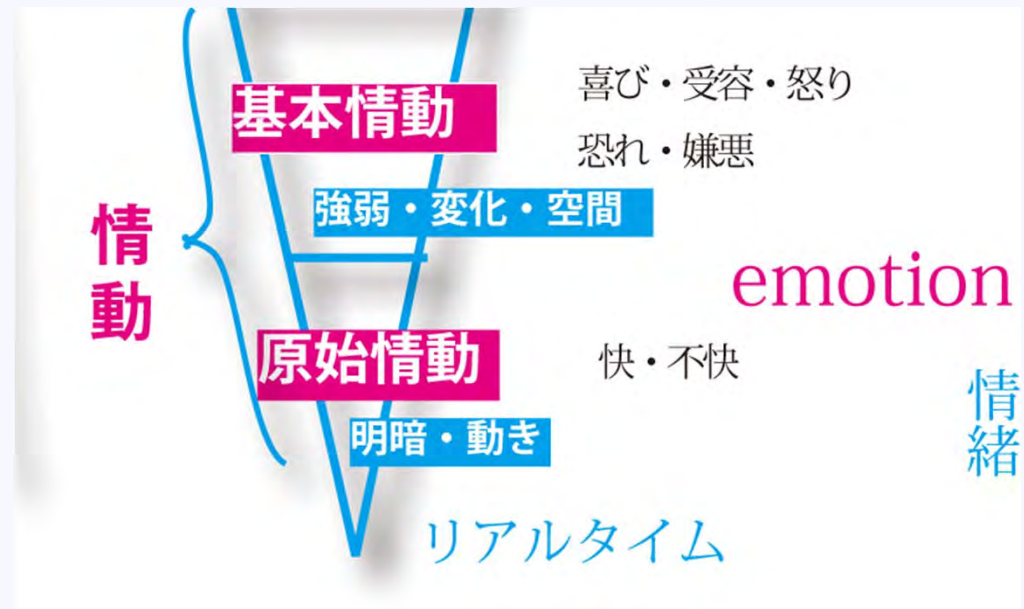 基本情動
喜び・受容・怒り
恐れ・嫌悪
強弱・変化・空間
情動
emotion
原始情動
快・不快
情緒
明暗・動き
リアルタイム